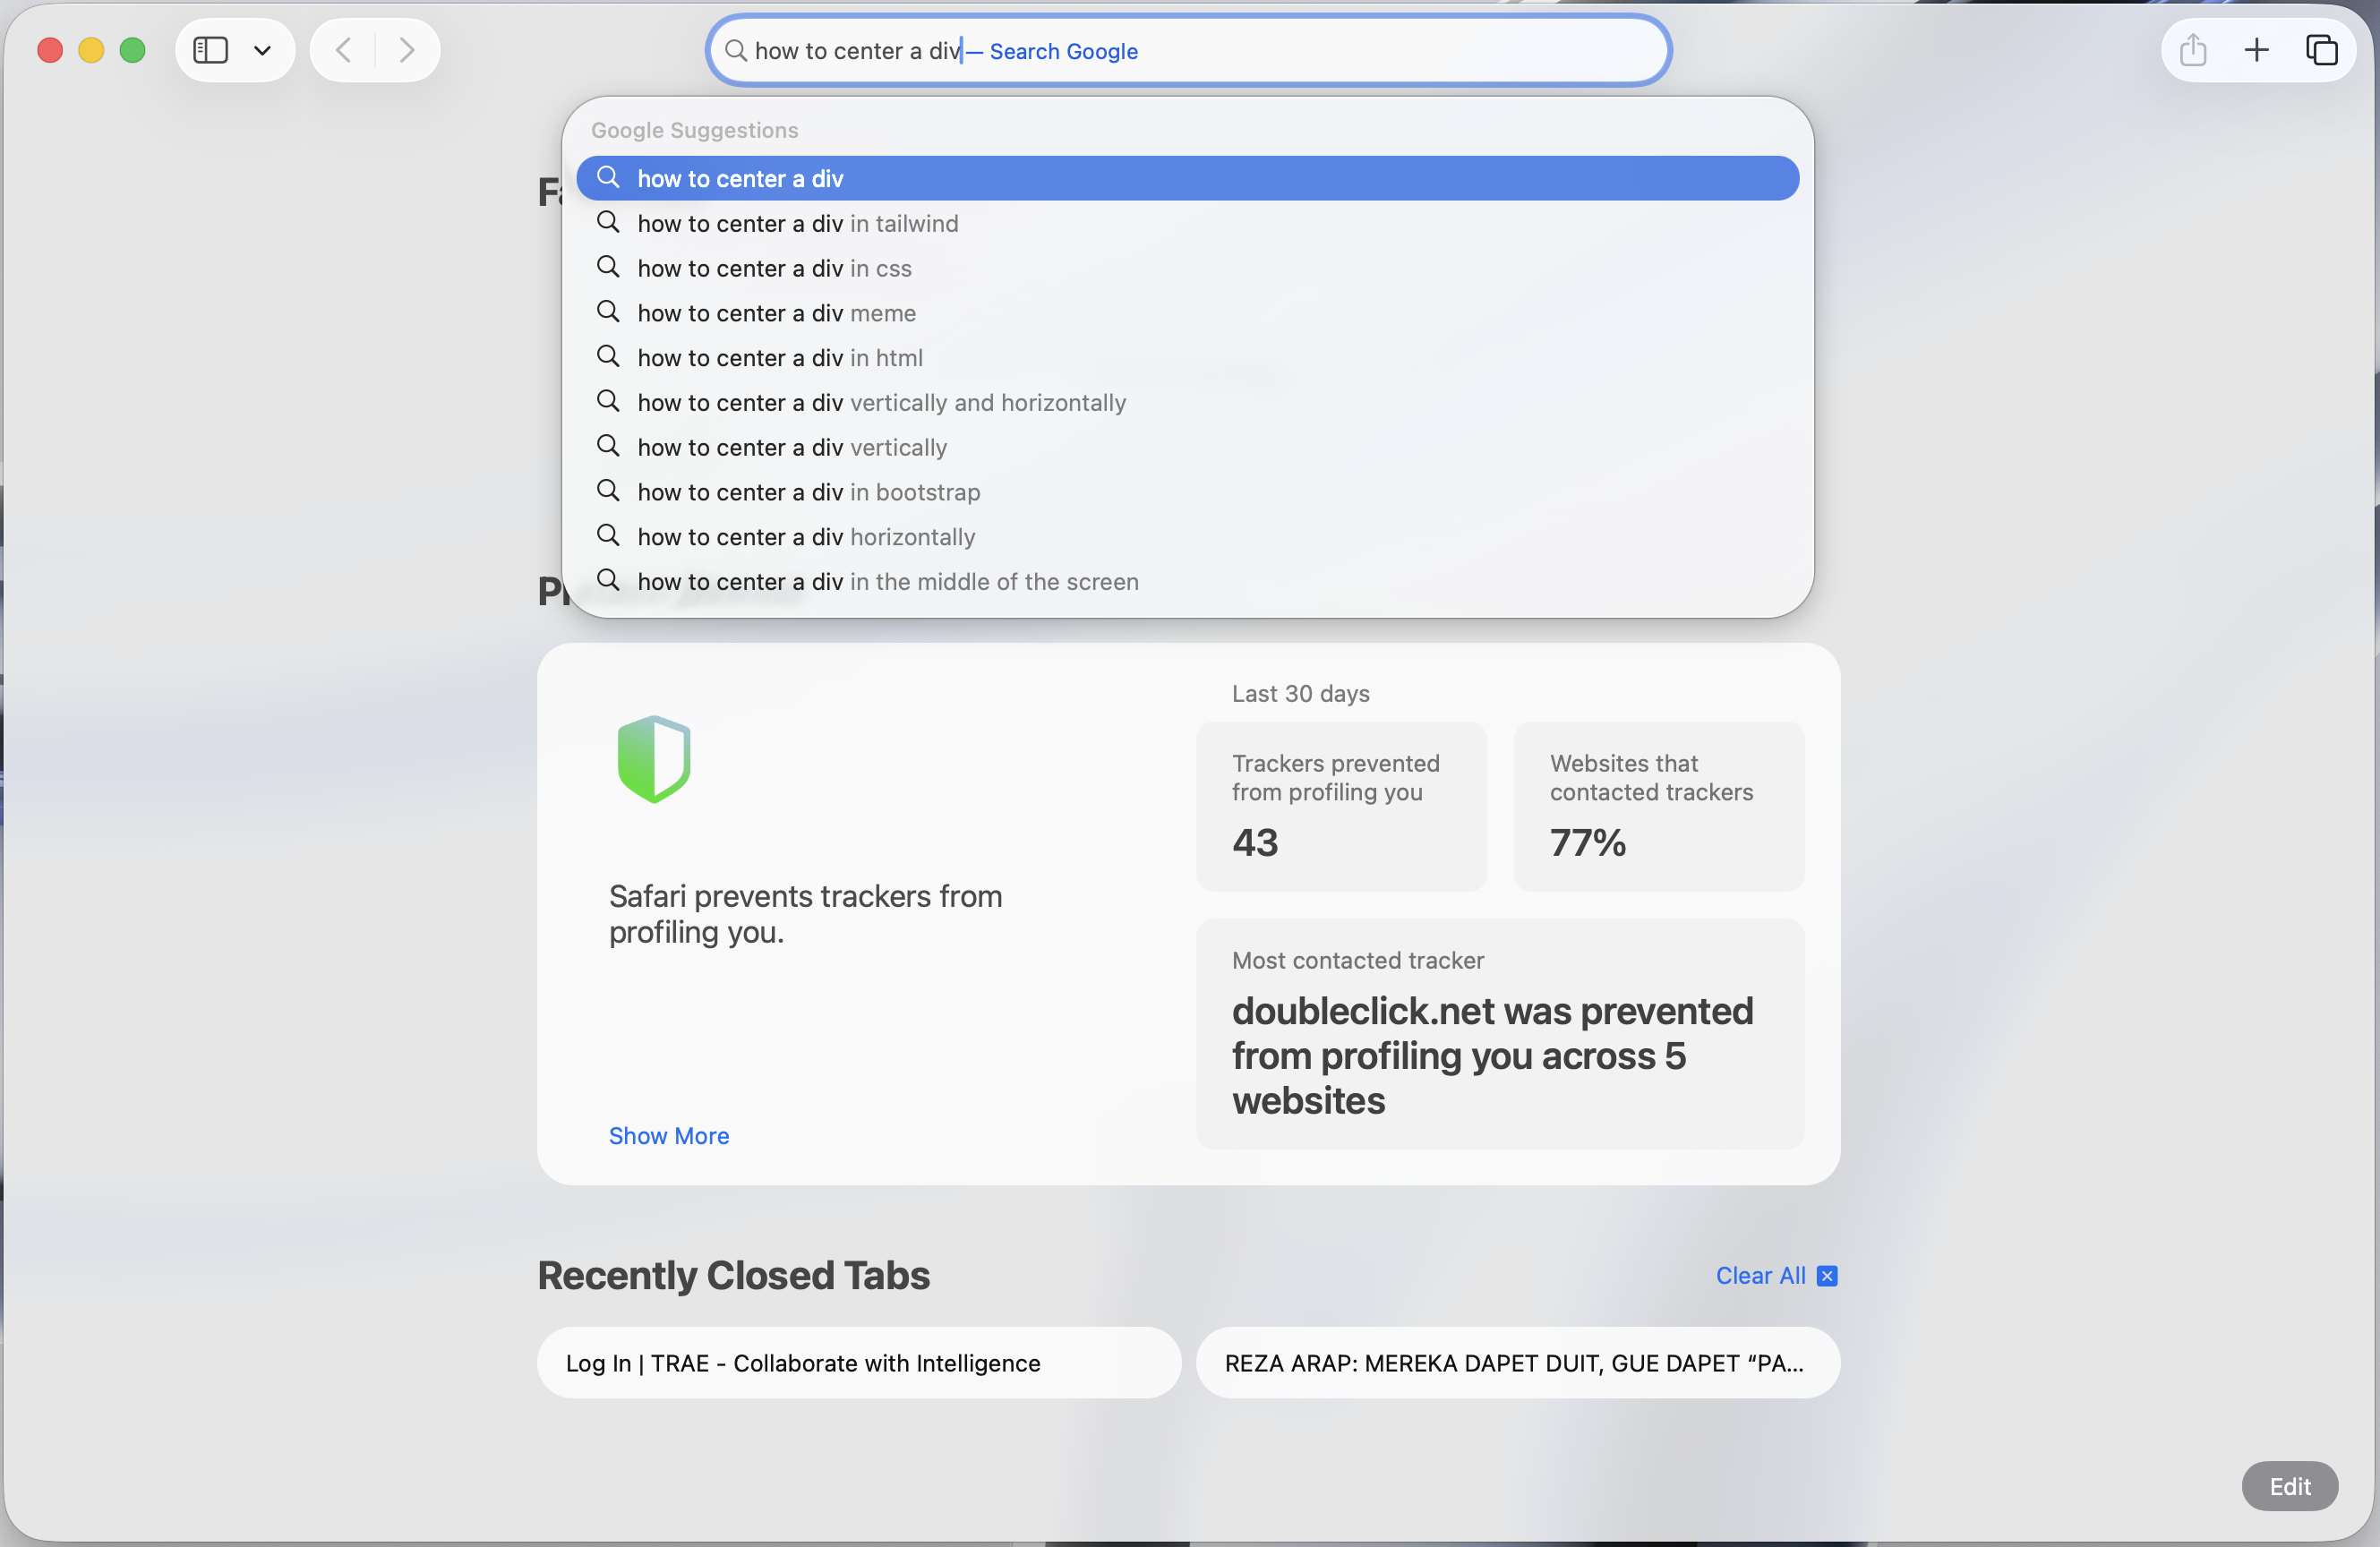 how to center a div — Search Google
Google Suggestions
how to center a div
how to center a div in tailwind
how to center a div in css
how to center a div meme
how to center a div in html
how to center a div vertically and horizontally
how to center a div vertically
how to center a div in bootstrap
how to center a div horizontally
how to center a div in the middle of the screen
Safari prevents trackers from
profiling you.
Show More
Last 30 days
Trackers prevented
from profiling you
43
Websites that
contacted trackers
77%
Most contacted tracker
doubleclick.net was prevented
from profiling you across 5
websites
Recently Closed Tabs
Clear All
Log In | TRAE - Collaborate with Intelligence
REZA ARAP: MEREKA DAPET DUIT, GUE DAPET “PA...
Edit